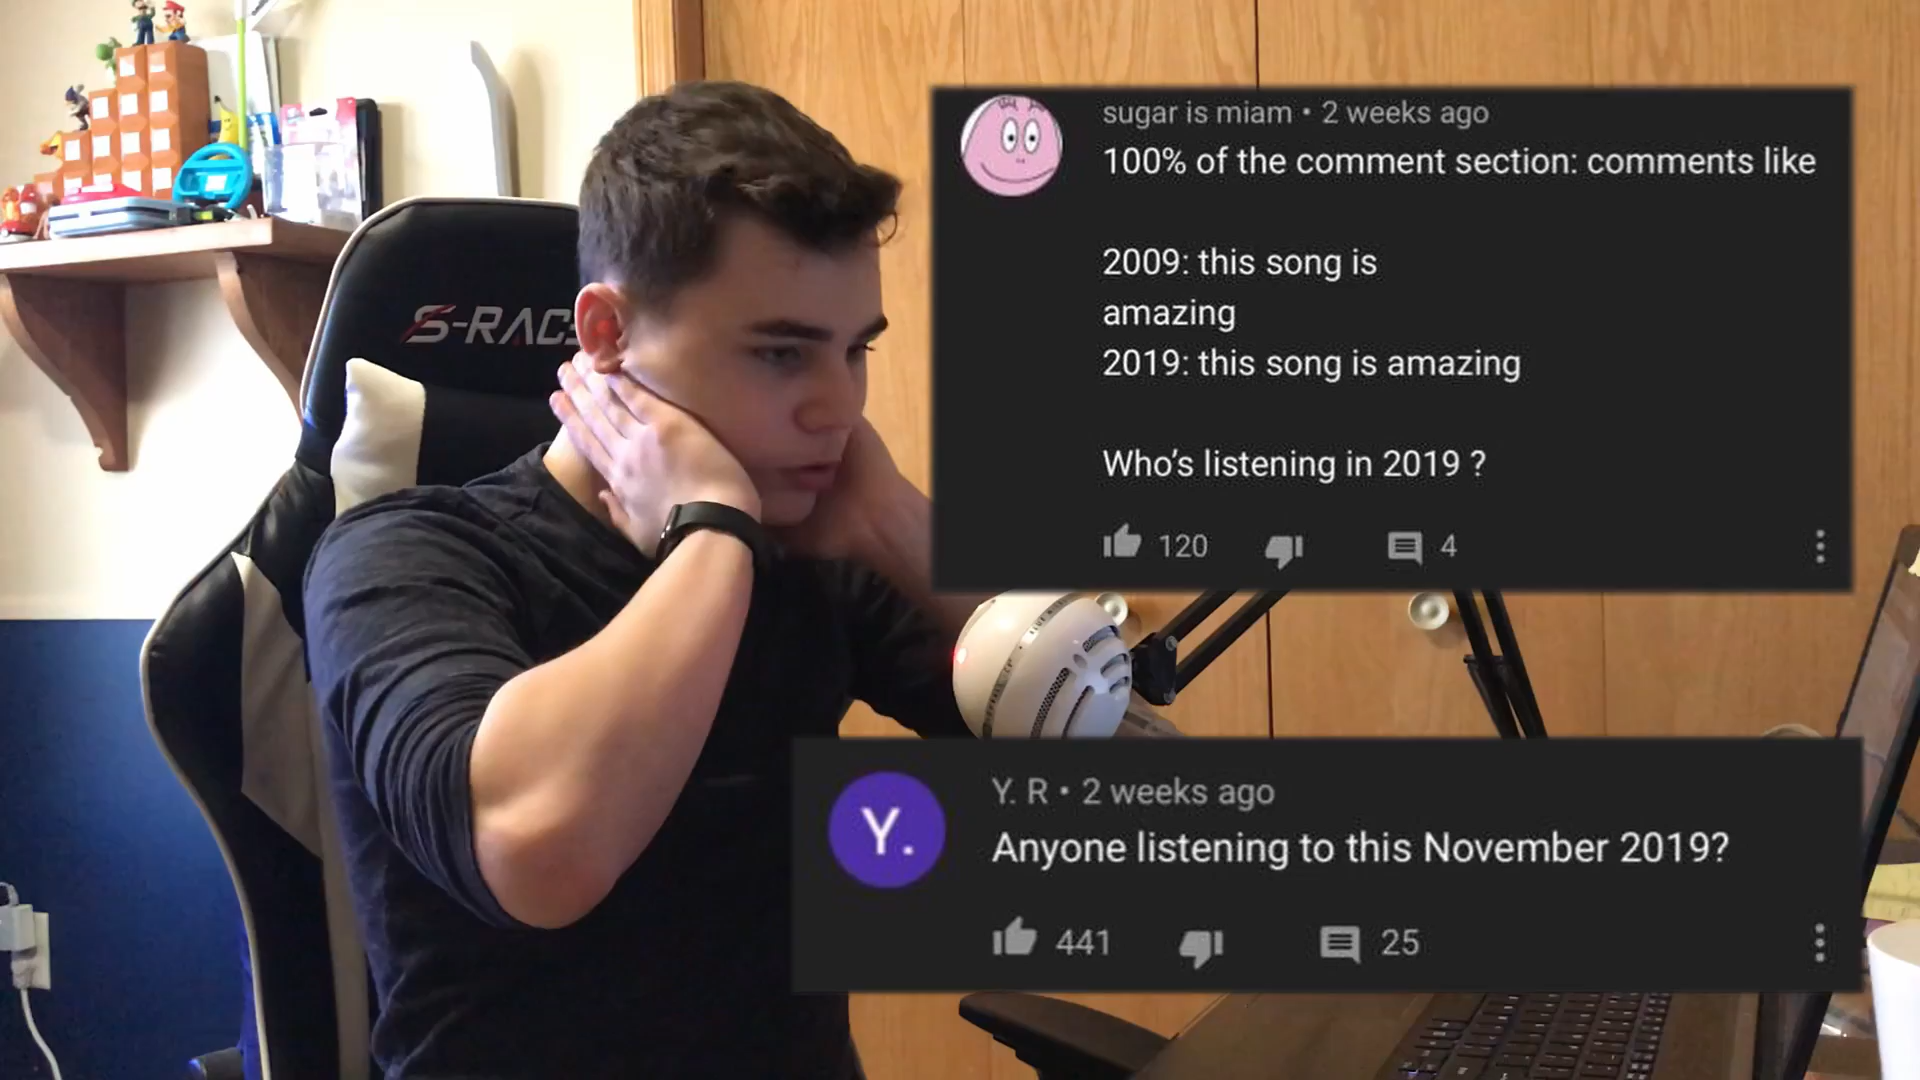 S-RAC
sugar is miam • 2 weeks ago
100% of the comment section: comments like
2009: this song is
amazing
2019: this song is amazing
Who's listening in 2019 ?
120
4
Y.
Y. R • 2 weeks ago
Anyone listening to this November 2019?
441
25